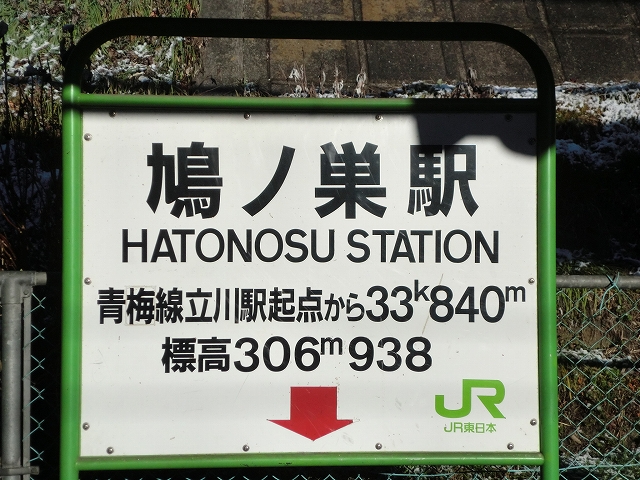 鳩ノ巣駅
HATONOSU STATION
青梅線立川駅起点から33k840m
標高306m938
JR
JR東日本